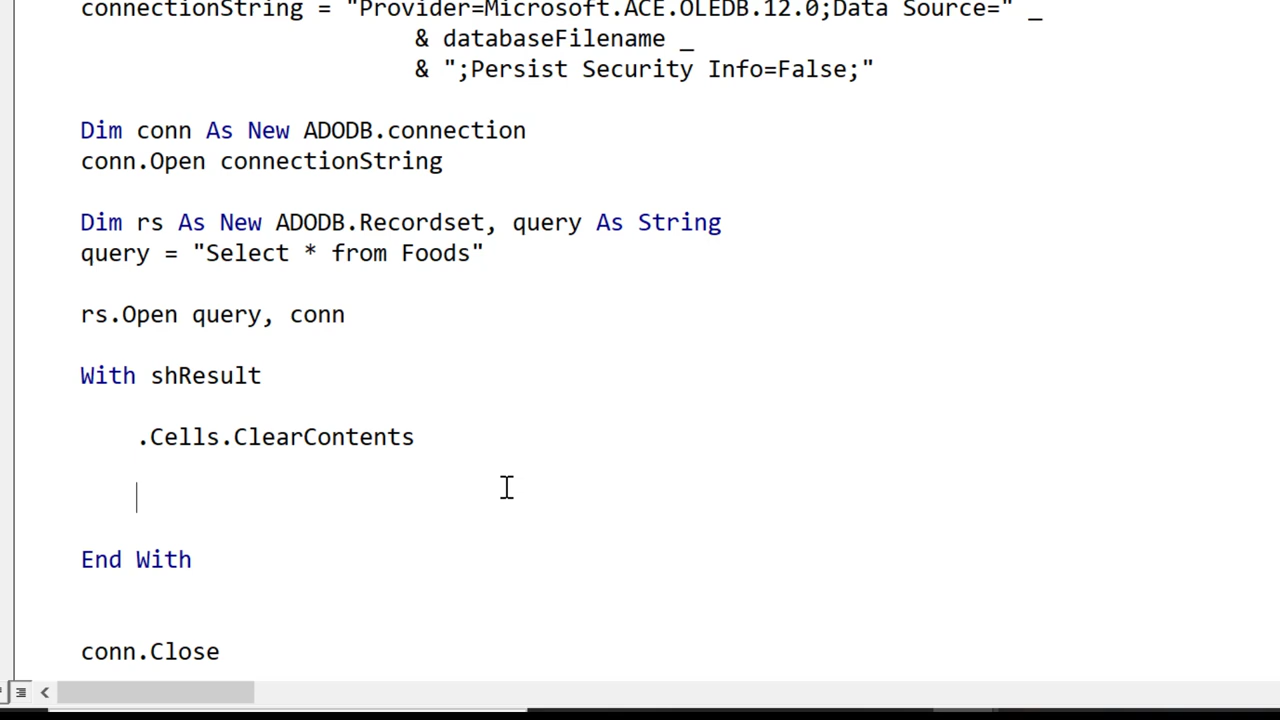 connectionString = "Provider=Microsoft.ACE.OLEDB.12.0;Data Source=" _
& databaseFilename _
& ";Persist Security Info=False;"
Dim conn As New ADODB.connection
conn.Open connectionString
Dim rs As New ADODB.Recordset, query As String
query = "Select * from Foods"
rs.Open query, conn
With shResult
.Cells.ClearContents
End With
conn.Close